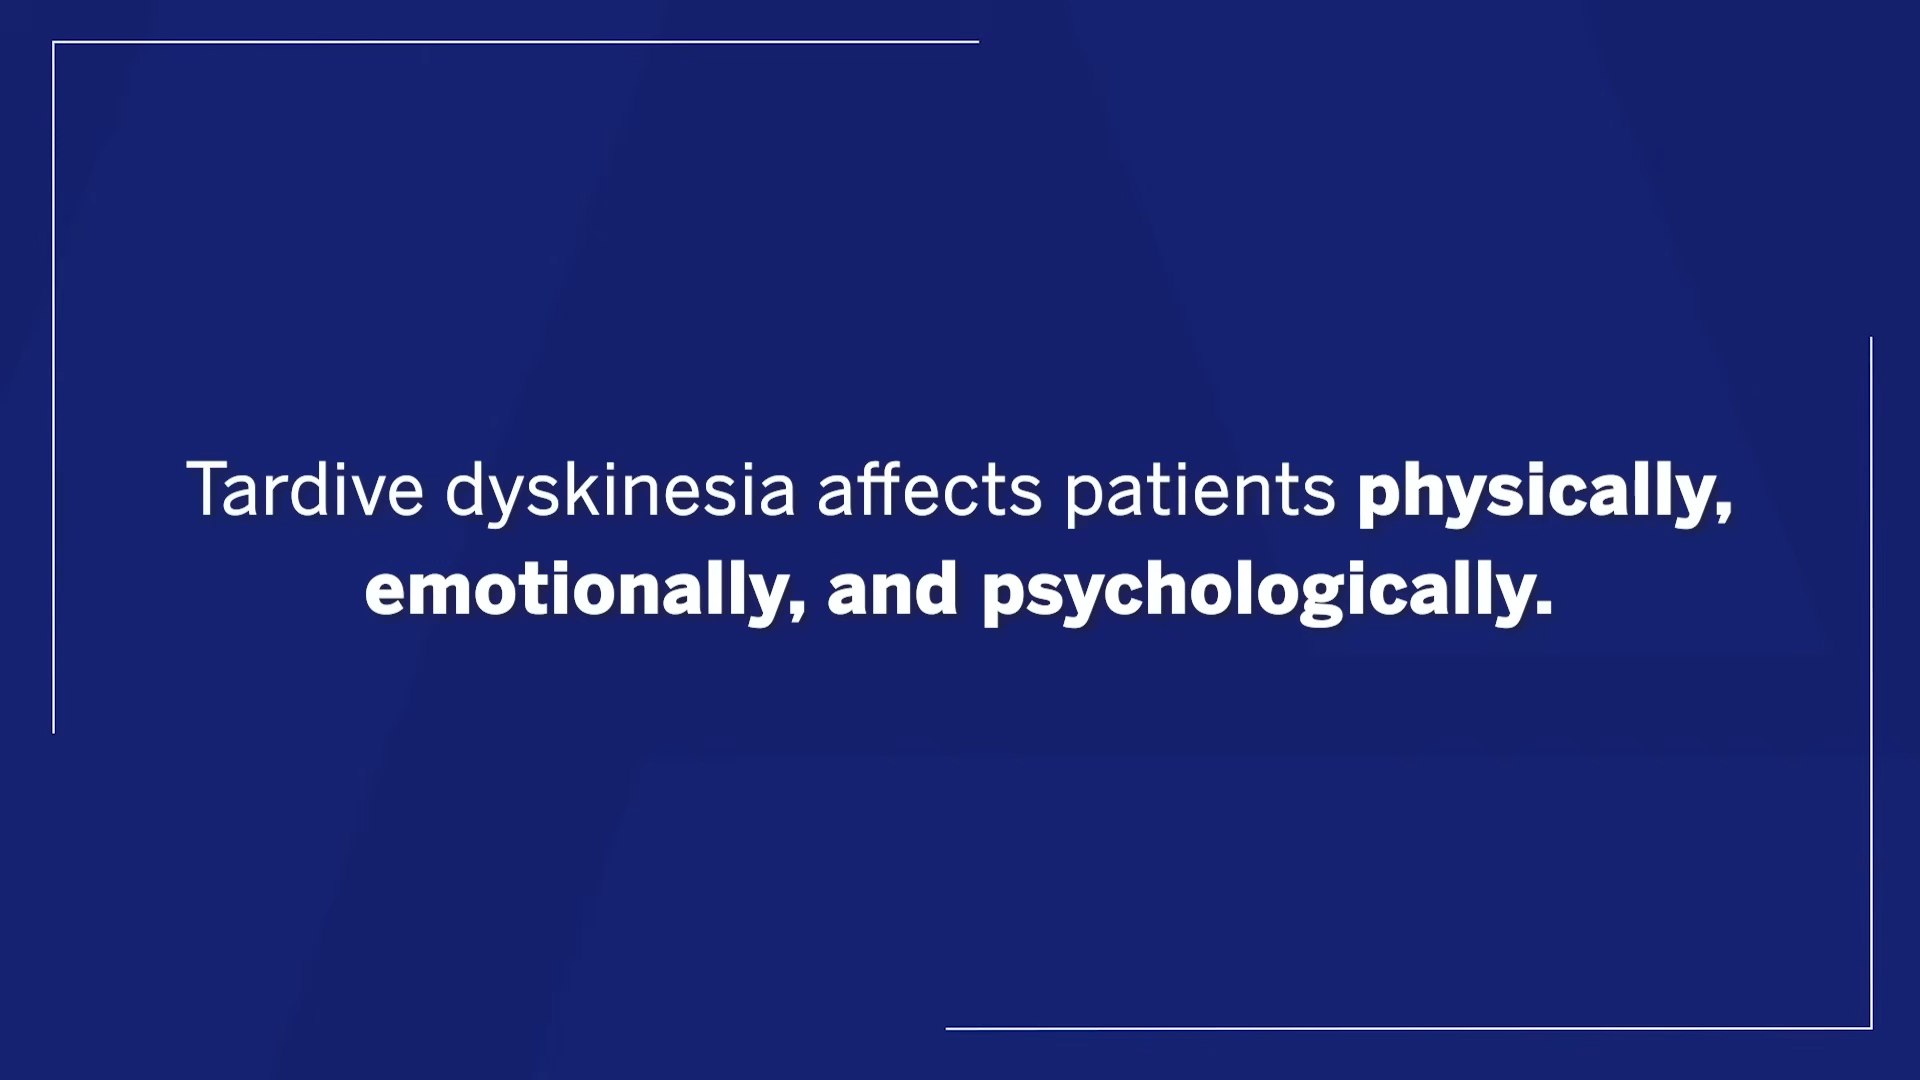 Tardive dyskinesia affects patients physically,
emotionally, and psychologically.